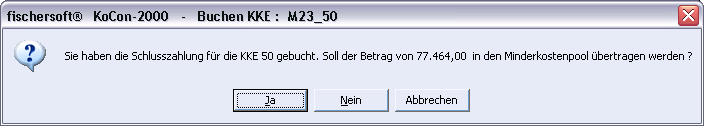 fischersoft® KoCon-2000 - Buchen KKE : M23_50
Sie haben die Schlusszahlung für die KKE 50 gebucht. Soll der Betrag von 77.464,00 in den Minderkostenpool übertragen werden ?
Ja Nein Abbrechen